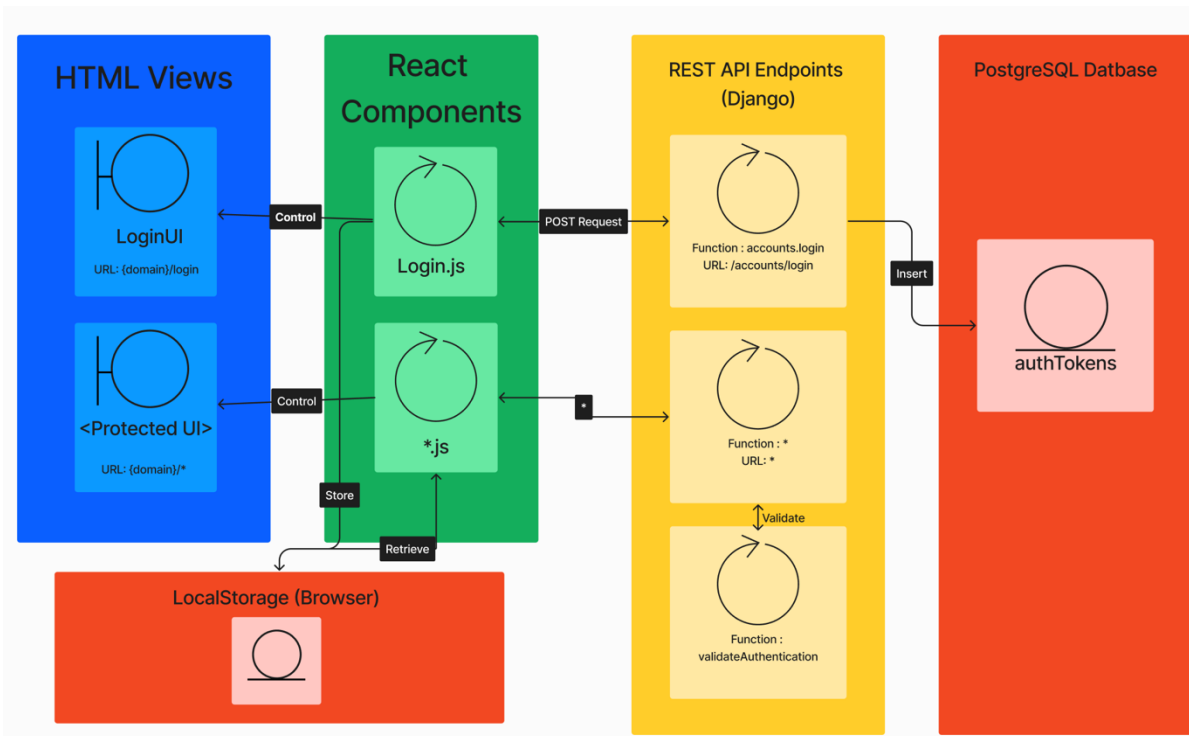 HTML Views
LoginUI
URL: {domain}/login
<Protected UI>
URL: {domain}/*
React
Components
Login.js
*.js
REST API Endpoints
(Django)
Function : accounts.login
URL: /accounts/login
Function : *
URL: *
Validate
Function :
validateAuthentication
PostgreSQL Datbase
authTokens
Control
POST Request
Insert
Control
*
Store
Retrieve
LocalStorage (Browser)